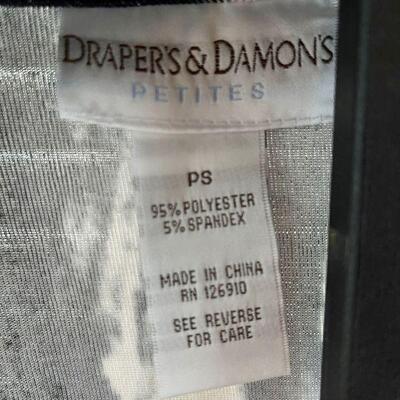 DRAPER'S & DAMON'S
PETITES
PS
95% POLYESTER
5% SPANDEX
MADE IN CHINA
RN 126910
SEE REVERSE
FOR CARE